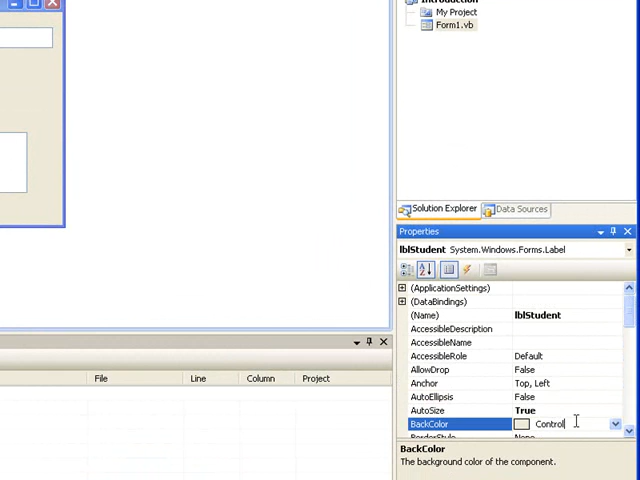 Introduction
My Project
Form1.vb
Solution Explorer Data Sources
Properties
lblStudent System.Windows.Forms.Label
(ApplicationSettings)
(DataBindings)
(Name) lblStudent
AccessibleDescription
AccessibleName
AccessibleRole Default
AllowDrop False
Anchor Top, Left
AutoEllipsis False
AutoSize True
BackColor Control
BorderStyle None
BackColor
The background color of the component.
File Line Column Project